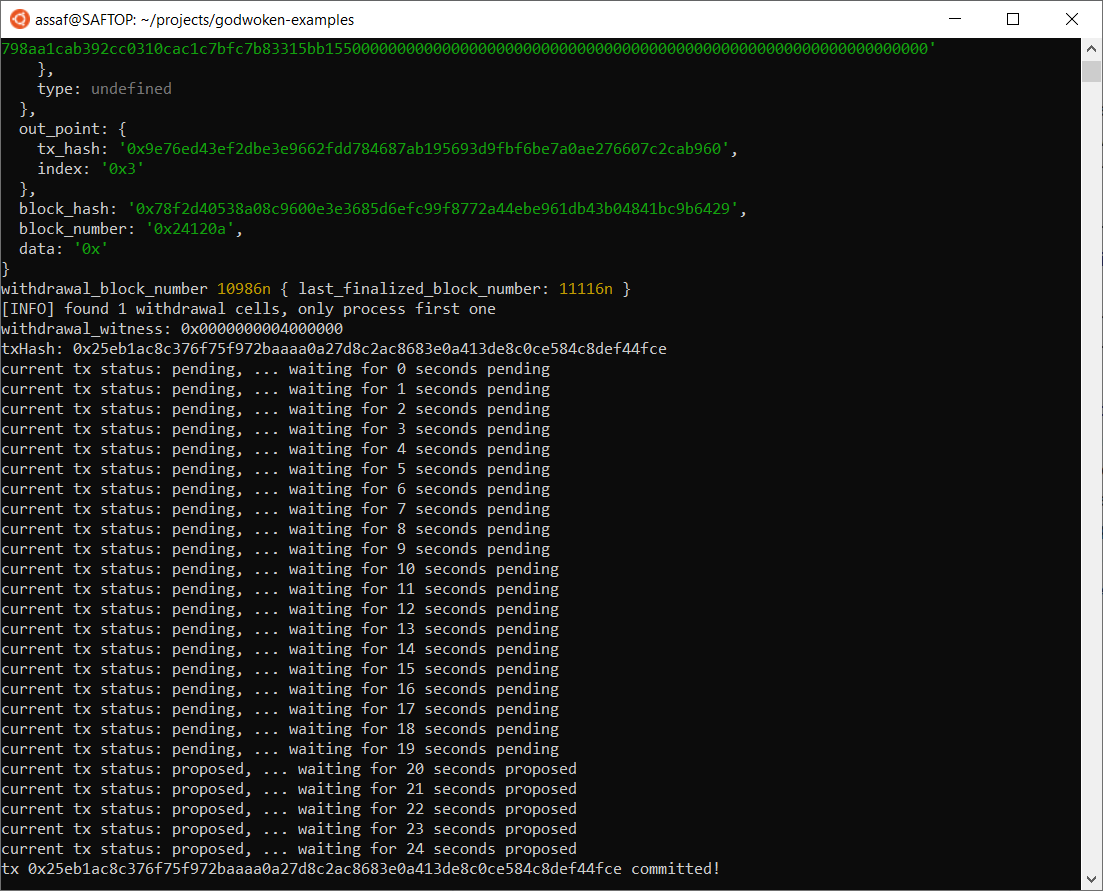 assaf@SAFTOP: ~/projects/godwoken-examples
798aa1cab392cc0310cac1c7bfc7b83315bb15500000000000000000000000000000000000000000000000000000000000000000'
    },
    type: undefined
  },
  out_point: {
    tx_hash: '0x9e76ed43ef2dbe3e9662fdd784687ab195693d9fbf6be7a0ae276607c2cab960',
    index: '0x3'
  },
  block_hash: '0x78f2d40538a08c9600e3e3685d6efc99f8772a44ebe961db43b04841bc9b6429',
  block_number: '0x24120a',
  data: '0x'
}
withdrawal_block_number 10986n { last_finalized_block_number: 11116n }
[INFO] found 1 withdrawal cells, only process first one
withdrawal_witness: 0x0000000004000000
txHash: 0x25eb1ac8c376f75f972baaaa0a27d8c2ac8683e0a413de8c0ce584c8def44fce
current tx status: pending, ... waiting for 0 seconds pending
current tx status: pending, ... waiting for 1 seconds pending
current tx status: pending, ... waiting for 2 seconds pending
current tx status: pending, ... waiting for 3 seconds pending
current tx status: pending, ... waiting for 4 seconds pending
current tx status: pending, ... waiting for 5 seconds pending
current tx status: pending, ... waiting for 6 seconds pending
current tx status: pending, ... waiting for 7 seconds pending
current tx status: pending, ... waiting for 8 seconds pending
current tx status: pending, ... waiting for 9 seconds pending
current tx status: pending, ... waiting for 10 seconds pending
current tx status: pending, ... waiting for 11 seconds pending
current tx status: pending, ... waiting for 12 seconds pending
current tx status: pending, ... waiting for 13 seconds pending
current tx status: pending, ... waiting for 14 seconds pending
current tx status: pending, ... waiting for 15 seconds pending
current tx status: pending, ... waiting for 16 seconds pending
current tx status: pending, ... waiting for 17 seconds pending
current tx status: pending, ... waiting for 18 seconds pending
current tx status: pending, ... waiting for 19 seconds pending
current tx status: proposed, ... waiting for 20 seconds proposed
current tx status: proposed, ... waiting for 21 seconds proposed
current tx status: proposed, ... waiting for 22 seconds proposed
current tx status: proposed, ... waiting for 23 seconds proposed
current tx status: proposed, ... waiting for 24 seconds proposed
tx 0x25eb1ac8c376f75f972baaaa0a27d8c2ac8683e0a413de8c0ce584c8def44fce committed!